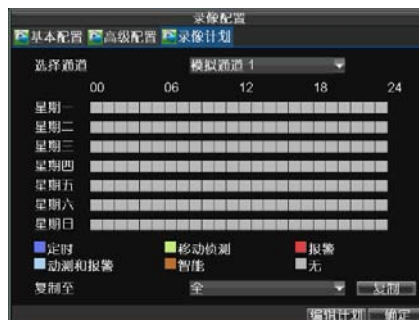 录像配置
基本配置 高级配置 录像计划
选择通道 模拟通道 1
00 06 12 18 24
星期一
星期二
星期三
星期四
星期五
星期六
星期日
定时 移动侦测 报警
动测和报警 智能 无
复制至 全 复制
编辑计划 确定